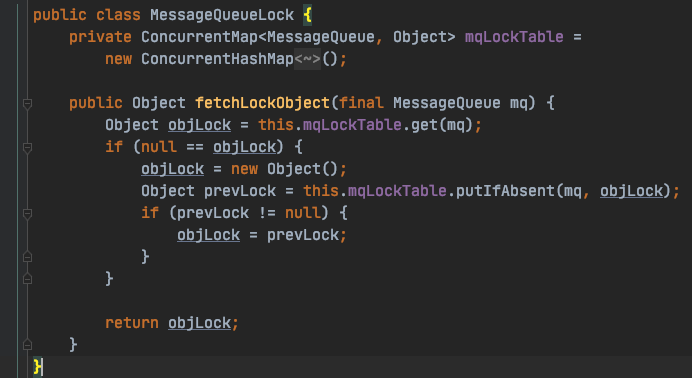 public class MessageQueueLock {
    private ConcurrentMap<MessageQueue, Object> mqLockTable =
        new ConcurrentHashMap<~>();

    public Object fetchLockObject(final MessageQueue mq) {
        Object objLock = this.mqLockTable.get(mq);
        if (null == objLock) {
            objLock = new Object();
            Object prevLock = this.mqLockTable.putIfAbsent(mq, objLock);
            if (prevLock != null) {
                objLock = prevLock;
            }
        }

        return objLock;
    }
}